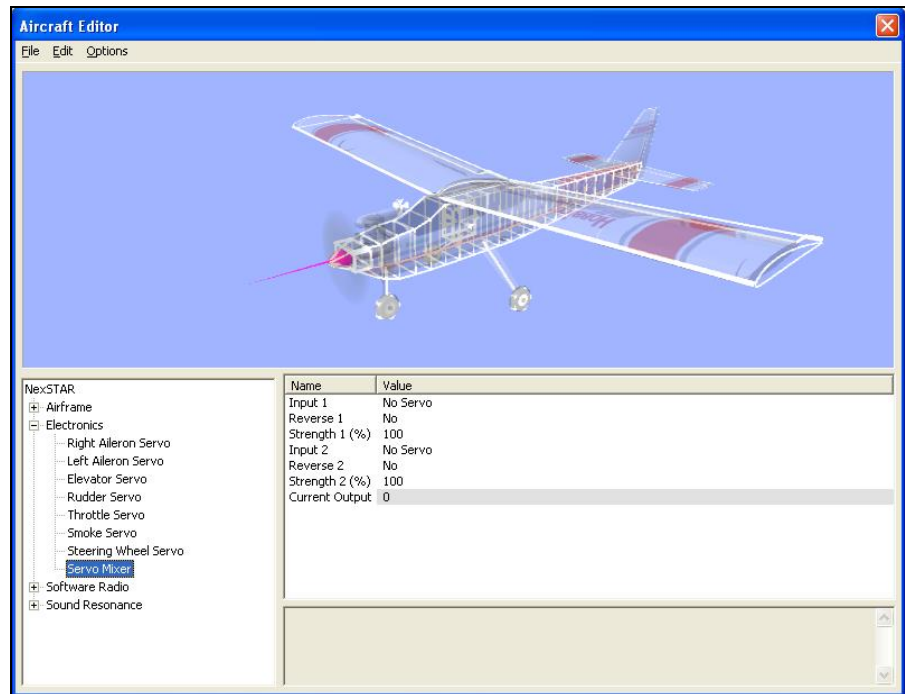 Aircraft Editor
File Edit Options
NexSTAR
Airframe
Electronics
Right Aileron Servo
Left Aileron Servo
Elevator Servo
Rudder Servo
Throttle Servo
Smoke Servo
Steering Wheel Servo
Servo Mixer
Software Radio
Sound Resonance
Name Value
Input 1 No Servo
Reverse 1 No
Strength 1 (%) 100
Input 2 No Servo
Reverse 2 No
Strength 2 (%) 100
Current Output 0